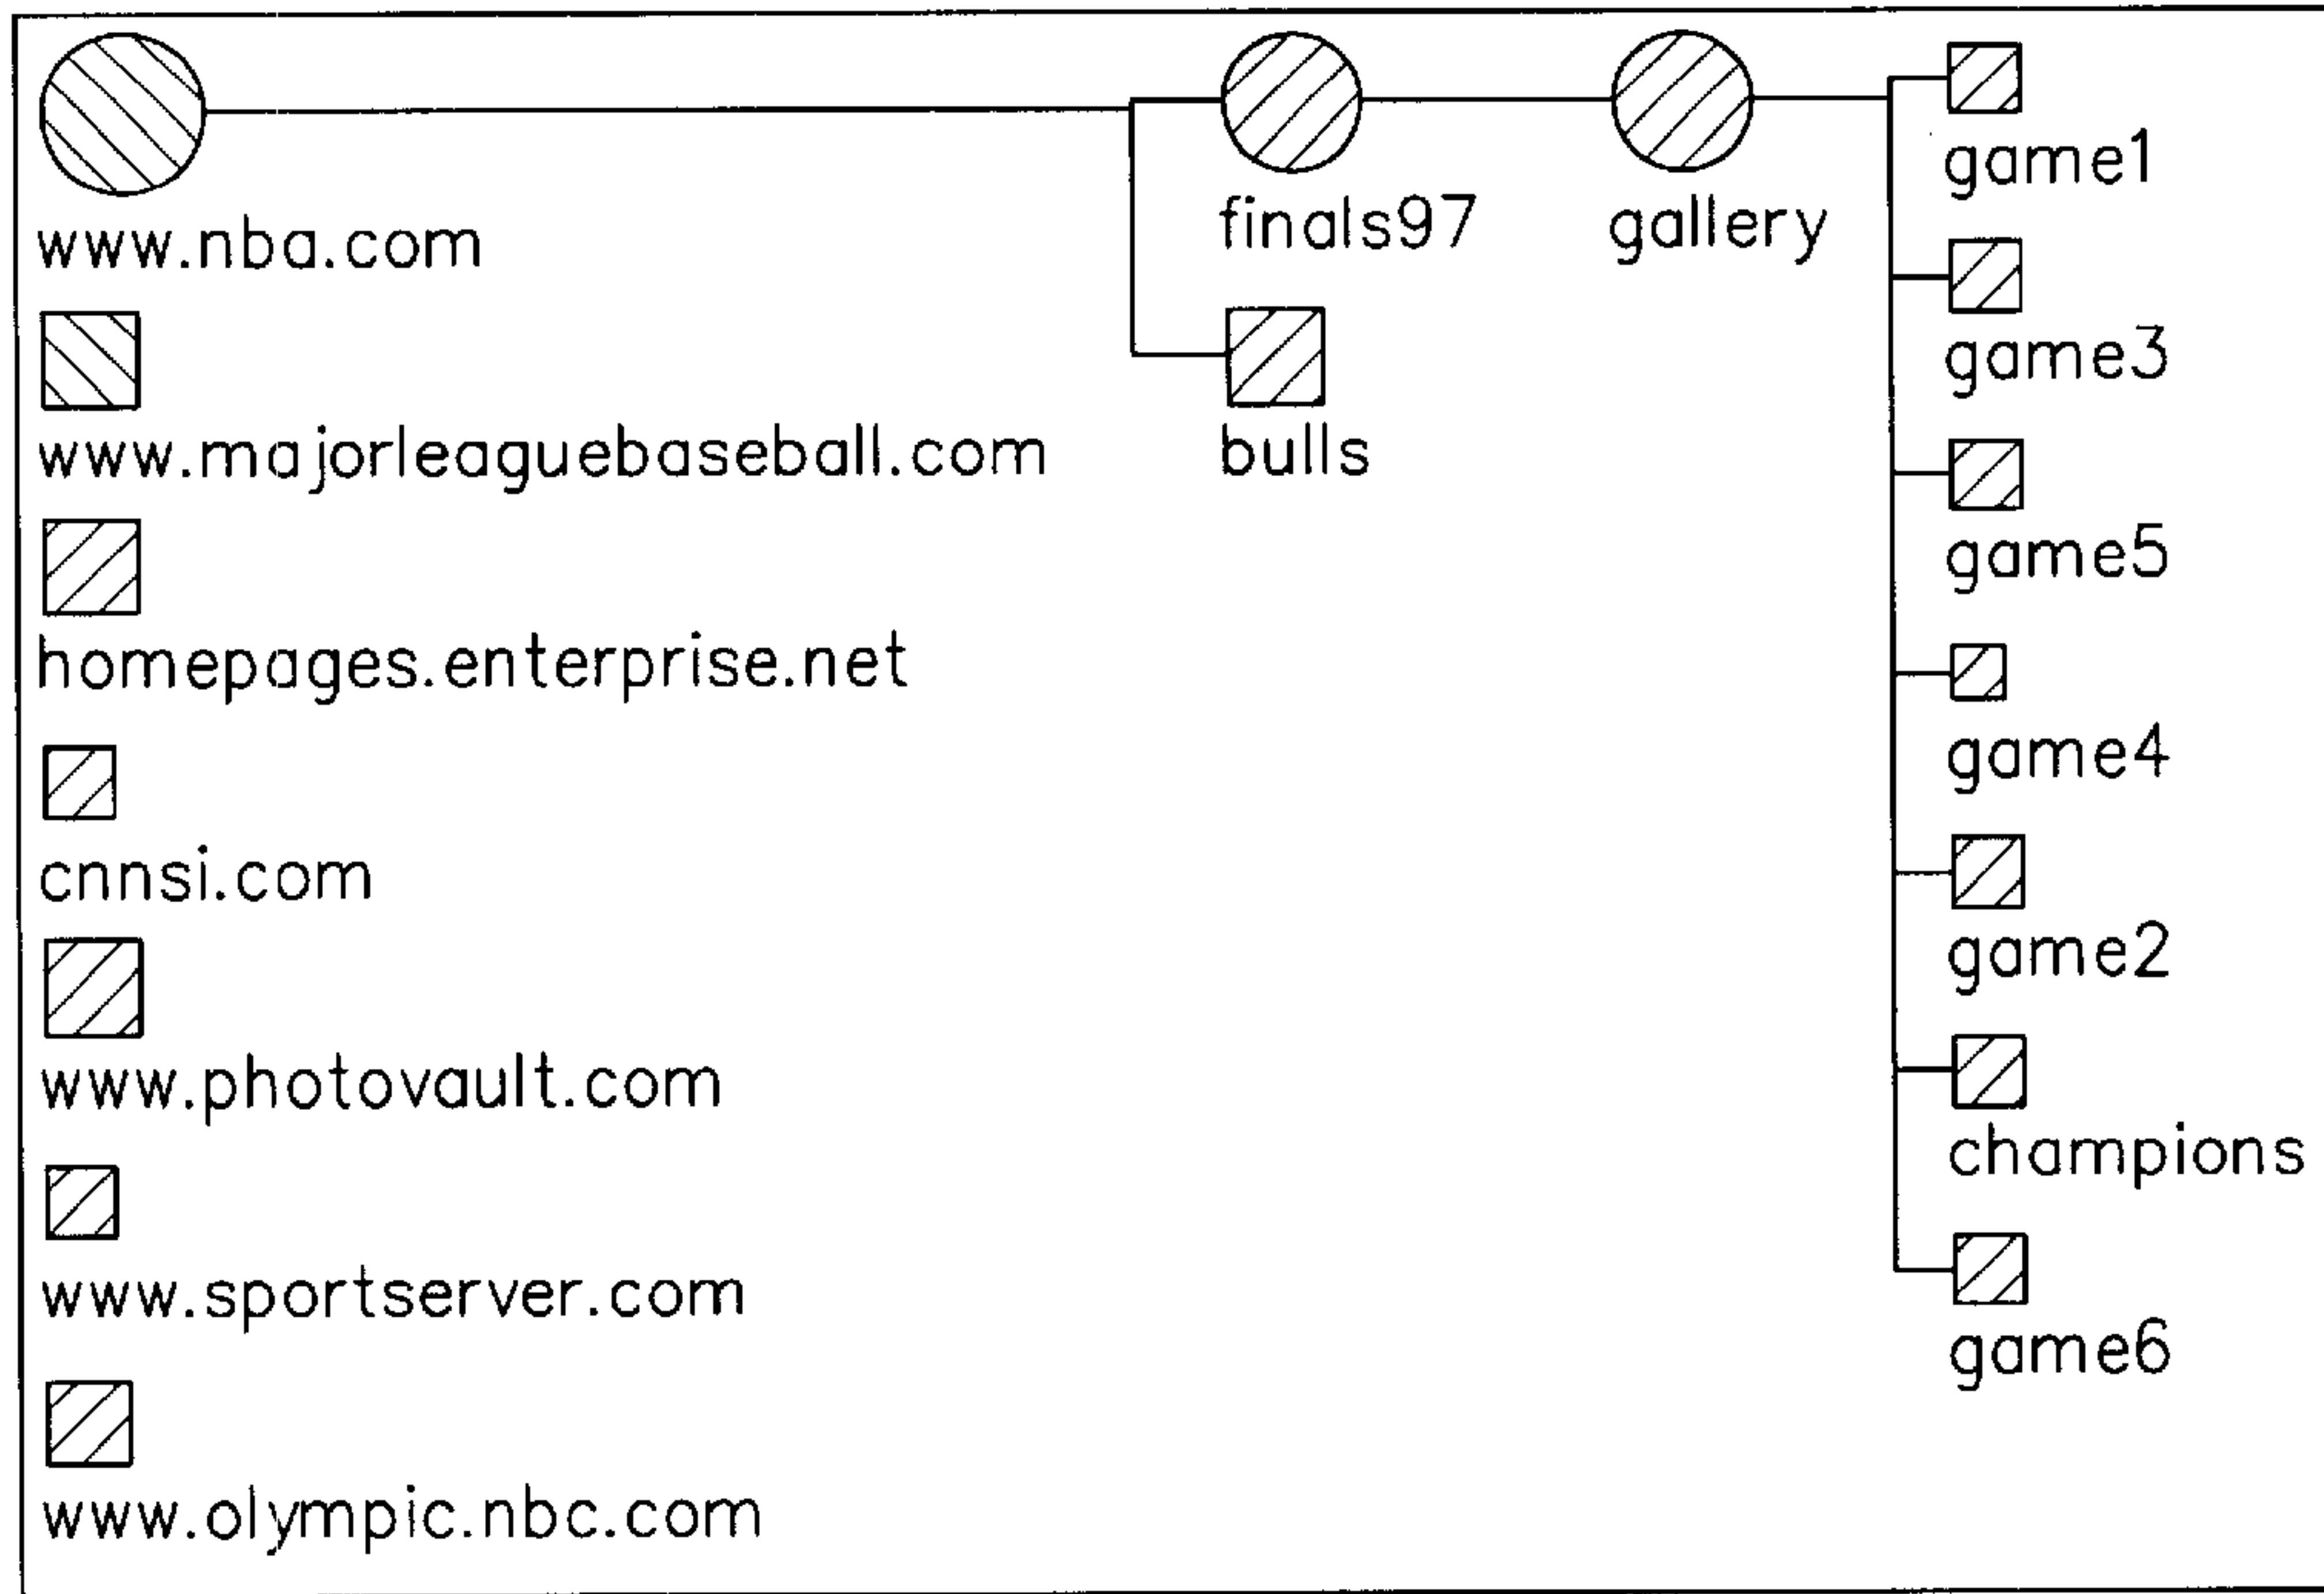 www.nba.com
www.majorleaguebaseball.com
homepages.enterprise.net
cnnsi.com
www.photovault.com
www.sportserver.com
www.olympic.nbc.com
finals97
bulls
gallery
game1
game3
game5
game4
game2
champions
game6